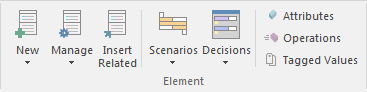 New
Manage
Insert
Related
Scenarios
Decisions
Attributes
Operations
Tagged Values
Element